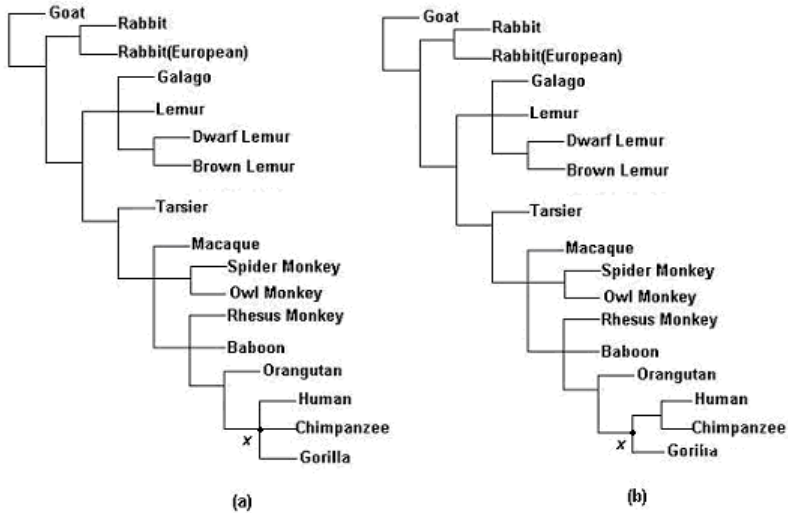 Goat
Rabbit
Rabbit(European)
Galago
Lemur
Dwarf Lemur
Brown Lemur
Tarsier
Macaque
Spider Monkey
Owl Monkey
Rhesus Monkey
Baboon
Orangutan
Human
x
Chimpanzee
Gorilla
(a)
Goat
Rabbit
Rabbit(European)
Galago
Lemur
Dwarf Lemur
Brown Lemur
Tarsier
Macaque
Spider Monkey
Owl Monkey
Rhesus Monkey
Baboon
Orangutan
Human
Chimpanzee
x
Gorilla
(b)